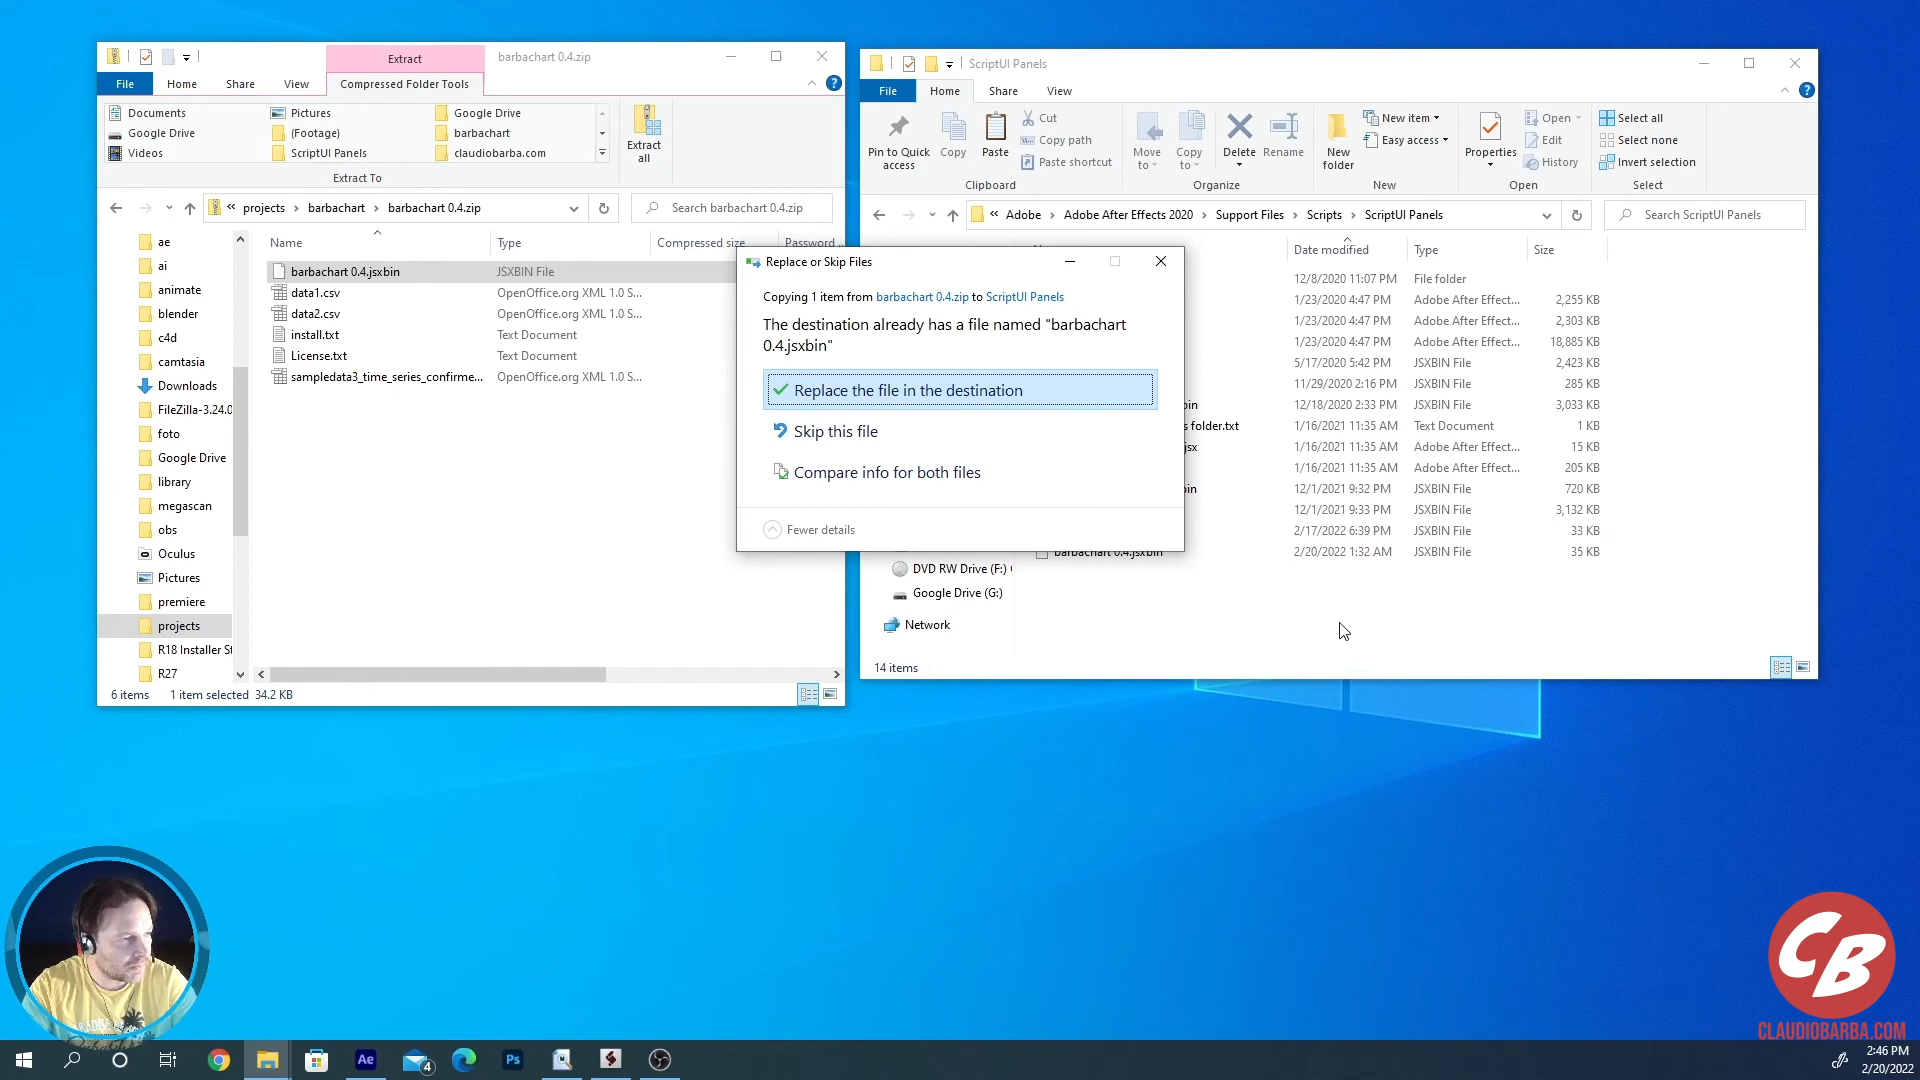 Extract
barbachart 0.4.zip
File
Home
Share
View
Compressed Folder Tools
Documents
Pictures
Google Drive
Google Drive
(Footage)
barbachart
Videos
ScriptUI Panels
claudiobarba.com
Extract all
Extract To
projects > barbachart > barbachart 0.4.zip
Search barbachart 0.4.zip
Name
Type
Compressed size
Password ...
ae
ai
animate
blender
c4d
camtasia
Downloads
FileZilla-3.24.0
foto
Google Drive
library
megascan
obs
Oculus
Pictures
premiere
projects
R18 Installer St
R27
barbachart 0.4.jsxbin JSXBIN File
data1.csv OpenOffice.org XML 1.0 S...
data2.csv OpenOffice.org XML 1.0 S...
install.txt Text Document
License.txt Text Document
sampledata3_time_series_confirme... OpenOffice.org XML 1.0 S...
6 items 1 item selected 34.2 KB
ScriptUI Panels
File
Home
Share
View
Pin to Quick access
Copy
Paste
Cut
Copy path
Paste shortcut
Clipboard
Move to
Copy to
Delete
Rename
Organize
New folder
New item
Easy access
New
Properties
Open
Edit
History
Open
Select all
Select none
Invert selection
Select
Adobe > Adobe After Effects 2020 > Support Files > Scripts > ScriptUI Panels
Search ScriptUI Panels
Date modified
Type
Size
12/8/2020 11:07 PM File folder
1/23/2020 4:47 PM Adobe After Effect... 2,255 KB
1/23/2020 4:47 PM Adobe After Effect... 2,303 KB
1/23/2020 4:47 PM Adobe After Effect... 18,885 KB
5/17/2020 5:42 PM JSXBIN File 2,423 KB
11/29/2020 2:16 PM JSXBIN File 285 KB
bin 12/18/2020 2:33 PM JSXBIN File 3,033 KB
s folder.txt 1/16/2021 11:35 AM Text Document 1 KB
jsx 1/16/2021 11:35 AM Adobe After Effect... 15 KB
1/16/2021 11:35 AM Adobe After Effect... 205 KB
bin 12/1/2021 9:32 PM JSXBIN File 720 KB
12/1/2021 9:33 PM JSXBIN File 3,132 KB
2/17/2022 6:39 PM JSXBIN File 33 KB
barbachart 0.4.jsxbin 2/20/2022 1:32 AM JSXBIN File 35 KB
DVD RW Drive (F:)
Google Drive (G:)
Network
14 items
Replace or Skip Files
Copying 1 item from barbachart 0.4.zip to ScriptUI Panels
The destination already has a file named "barbachart
0.4.jsxbin"
Replace the file in the destination
Skip this file
Compare info for both files
Fewer details
CB
CLAUDIOBARBA.COM
Ae
4
Ps
2:46 PM
2/20/2022